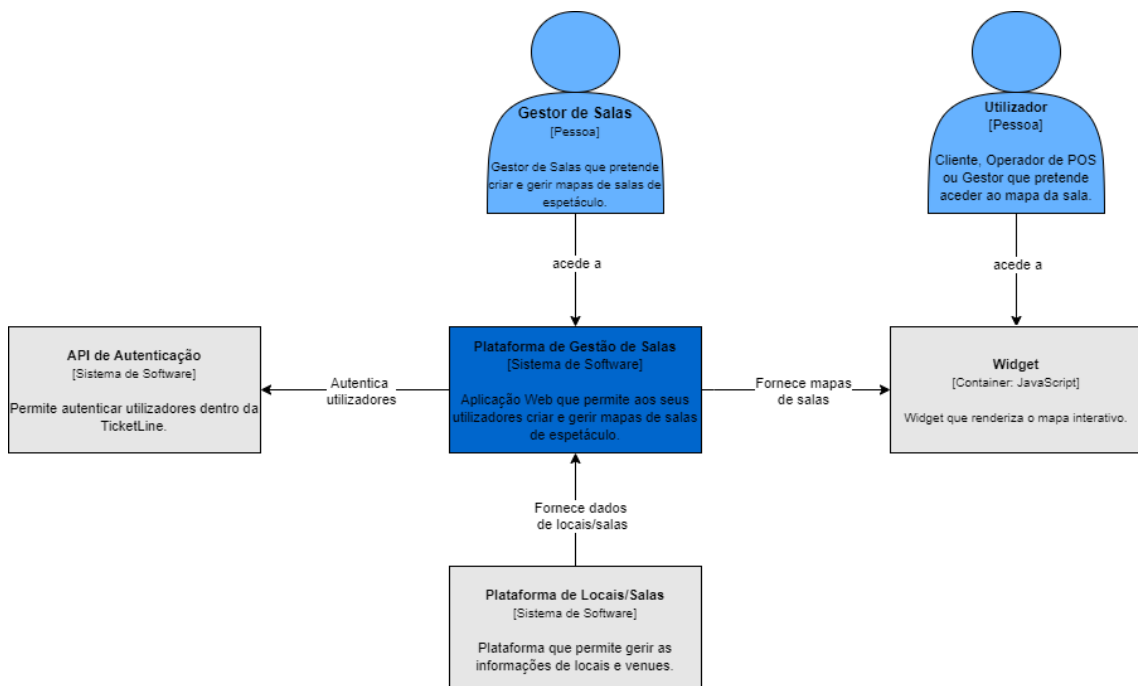 Gestor de Salas
[Pessoa]
Gestor de Salas que pretende
criar e gerir mapas de salas de
espetáculo.
Utilizador
[Pessoa]
Cliente, Operador de POS
ou Gestor que pretende
aceder ao mapa da sala.
acede a
acede a
API de Autenticação
[Sistema de Software]
Permite autenticar utilizadores dentro da
TicketLine.
Autentica
utilizadores
Plataforma de Gestão de Salas
[Sistema de Software]
Aplicação Web que permite aos seus
utilizadores criar e gerir mapas de salas
de espetáculo.
Fornece mapas
de salas
Widget
[Container: JavaScript]
Widget que renderiza o mapa interativo.
Fornece dados
de locais/salas
Plataforma de Locais/Salas
[Sistema de Software]
Plataforma que permite gerir as
informações de locais e venues.